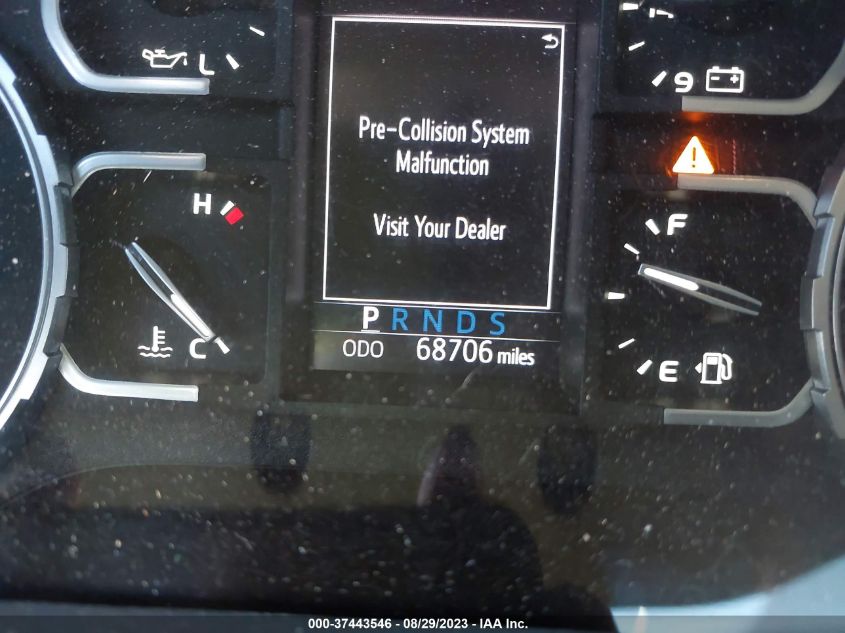 L
9
Pre-Collision System
Malfunction
Visit Your Dealer
H
F
C
E
P R N D S
ODO 68706 miles
000-37443546 - 08/29/2023 - IAA Inc.